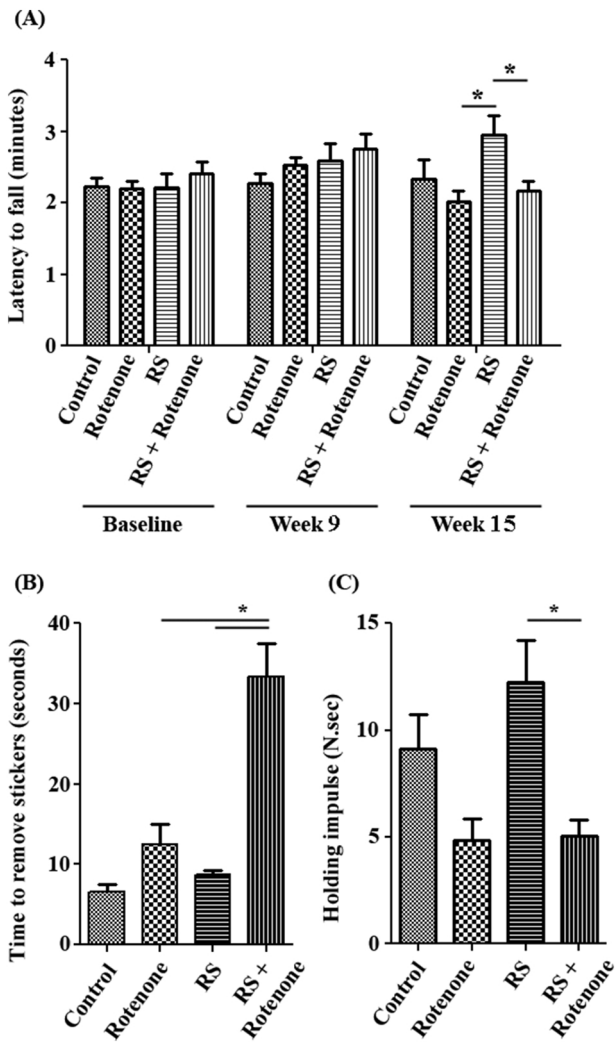 (A)
Latency to fall (minutes)
4
3
2
1
0
* *
Control Rotenone RS RS + Rotenone Control Rotenone RS RS + Rotenone Control Rotenone RS RS + Rotenone
Baseline Week 9 Week 15
(B)
Time to remove stickers (seconds)
40
30
20
10
0
*
Control Rotenone RS RS +
Rotenone
(C)
Holding impulse (N.sec)
15
10
5
0
*
Control Rotenone RS RS +
Rotenone